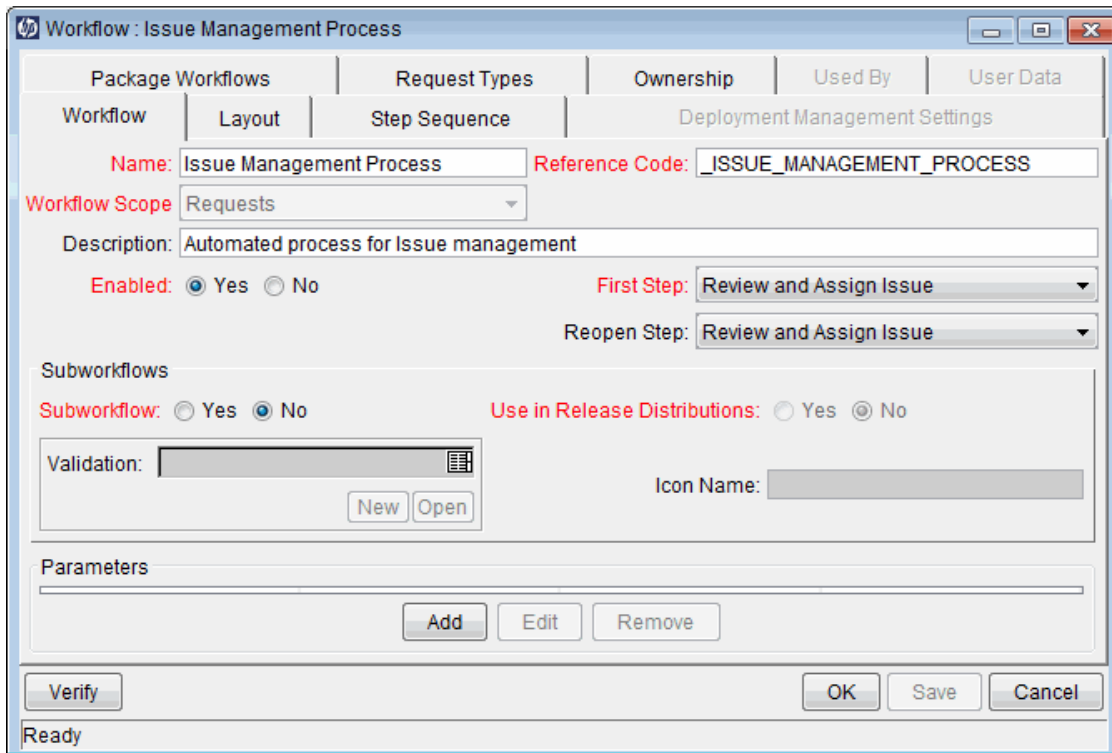 hp Workflow : Issue Management Process
Package Workflows Request Types Ownership Used By User Data
Workflow Layout Step Sequence Deployment Management Settings
Name: Issue Management Process Reference Code: _ISSUE_MANAGEMENT_PROCESS
Workflow Scope Requests
Description: Automated process for Issue management
Enabled: Yes No First Step: Review and Assign Issue
Reopen Step: Review and Assign Issue
Subworkflows
Subworkflow: Yes No Use in Release Distributions: Yes No
Validation:
Icon Name:
New Open
Parameters
Add Edit Remove
Verify OK Save Cancel
Ready